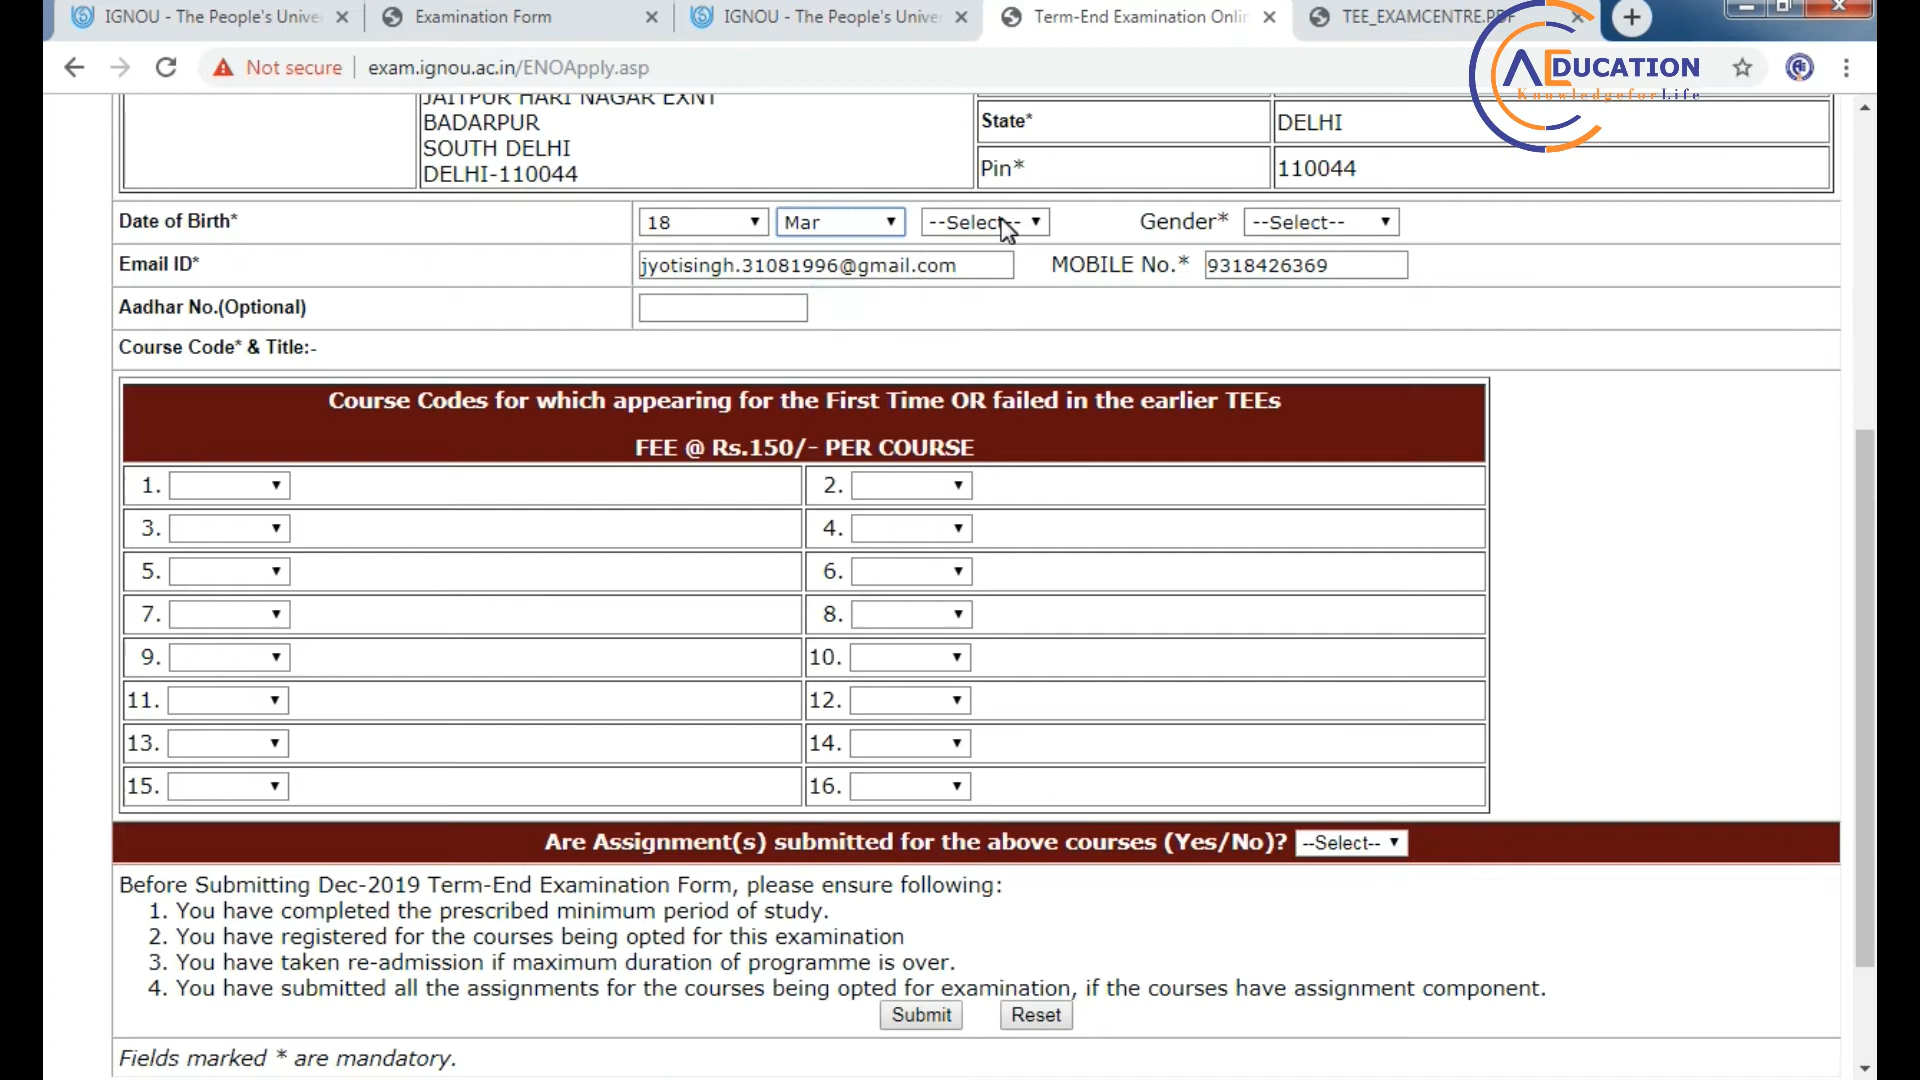 IGNOU - The People's Unive
Examination Form
IGNOU - The People's Unive
Term-End Examination Onli
TEE_EXAMCENTRE.PDF
Not secure
exam.ignou.ac.in/ENOApply.asp
AEDUCATION
KnowledgeforLife
JAITPUR HARI NAGAR EXNT
BADARPUR
SOUTH DELHI
DELHI-110044
State*
DELHI
Pin*
110044
Date of Birth*
18
Mar
--Select--
Gender*
--Select--
Email ID*
jyotisingh.31081996@gmail.com
MOBILE No.*
9318426369
Aadhar No.(Optional)
Course Code* & Title:-
Course Codes for which appearing for the First Time OR failed in the earlier TEEs
FEE @ Rs.150/- PER COURSE
1.
2.
3.
4.
5.
6.
7.
8.
9.
10.
11.
12.
13.
14.
15.
16.
Are Assignment(s) submitted for the above courses (Yes/No)? --Select--
Before Submitting Dec-2019 Term-End Examination Form, please ensure following:
1. You have completed the prescribed minimum period of study.
2. You have registered for the courses being opted for this examination
3. You have taken re-admission if maximum duration of programme is over.
4. You have submitted all the assignments for the courses being opted for examination, if the courses have assignment component.
Submit
Reset
Fields marked * are mandatory.